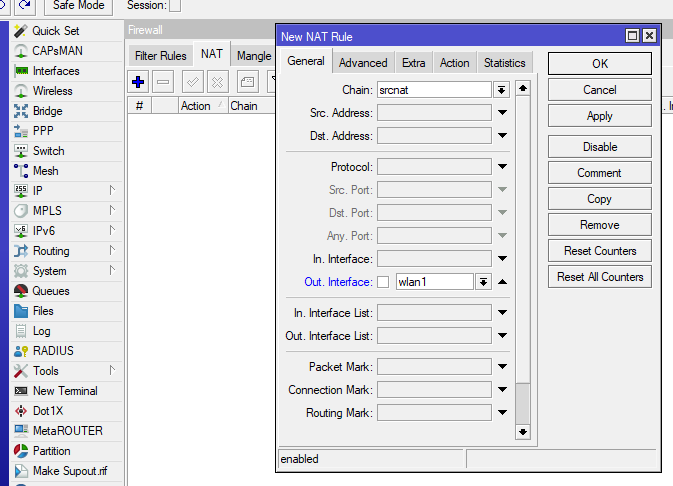 Safe Mode
Session:
Quick Set
CAPsMAN
Interfaces
Wireless
Bridge
PPP
Switch
Mesh
IP
MPLS
IPv6
Routing
System
Queues
Files
Log
RADIUS
Tools
New Terminal
Dot1X
MetaROUTER
Partition
Make Supout.rif
Firewall
Filter Rules
NAT
Mangle
#
Action
Chain
New NAT Rule
General
Advanced
Extra
Action
Statistics
Chain: srcnat
Src. Address:
Dst. Address:
Protocol:
Src. Port:
Dst. Port:
Any. Port:
In. Interface:
Out. Interface: wlan1
In. Interface List:
Out. Interface List:
Packet Mark:
Connection Mark:
Routing Mark:
OK
Cancel
Apply
Disable
Comment
Copy
Remove
Reset Counters
Reset All Counters
enabled